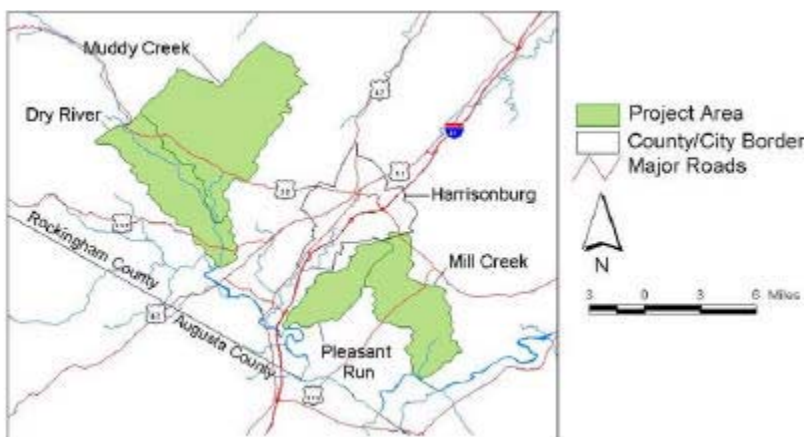 Muddy Creek
Dry River
Harrisonburg
Mill Creek
Rockingham County
Augusta County
Pleasant
Run
Project Area
County/City Border
Major Roads
N
3 0 3 6 Miles